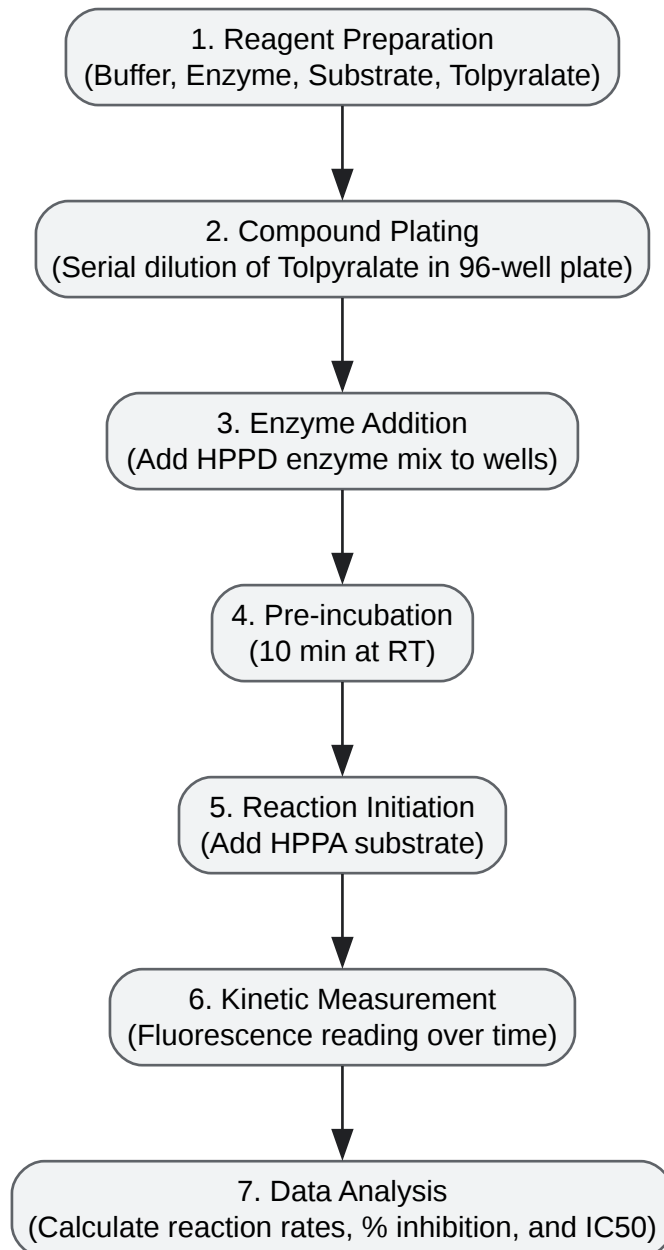 1. Reagent Preparation
(Buffer, Enzyme, Substrate, Tolpyralate)
2. Compound Plating
(Serial dilution of Tolpyralate in 96-well plate)
3. Enzyme Addition
(Add HPPD enzyme mix to wells)
4. Pre-incubation
(10 min at RT)
5. Reaction Initiation
(Add HPPA substrate)
6. Kinetic Measurement
(Fluorescence reading over time)
7. Data Analysis
(Calculate reaction rates, % inhibition, and IC50)